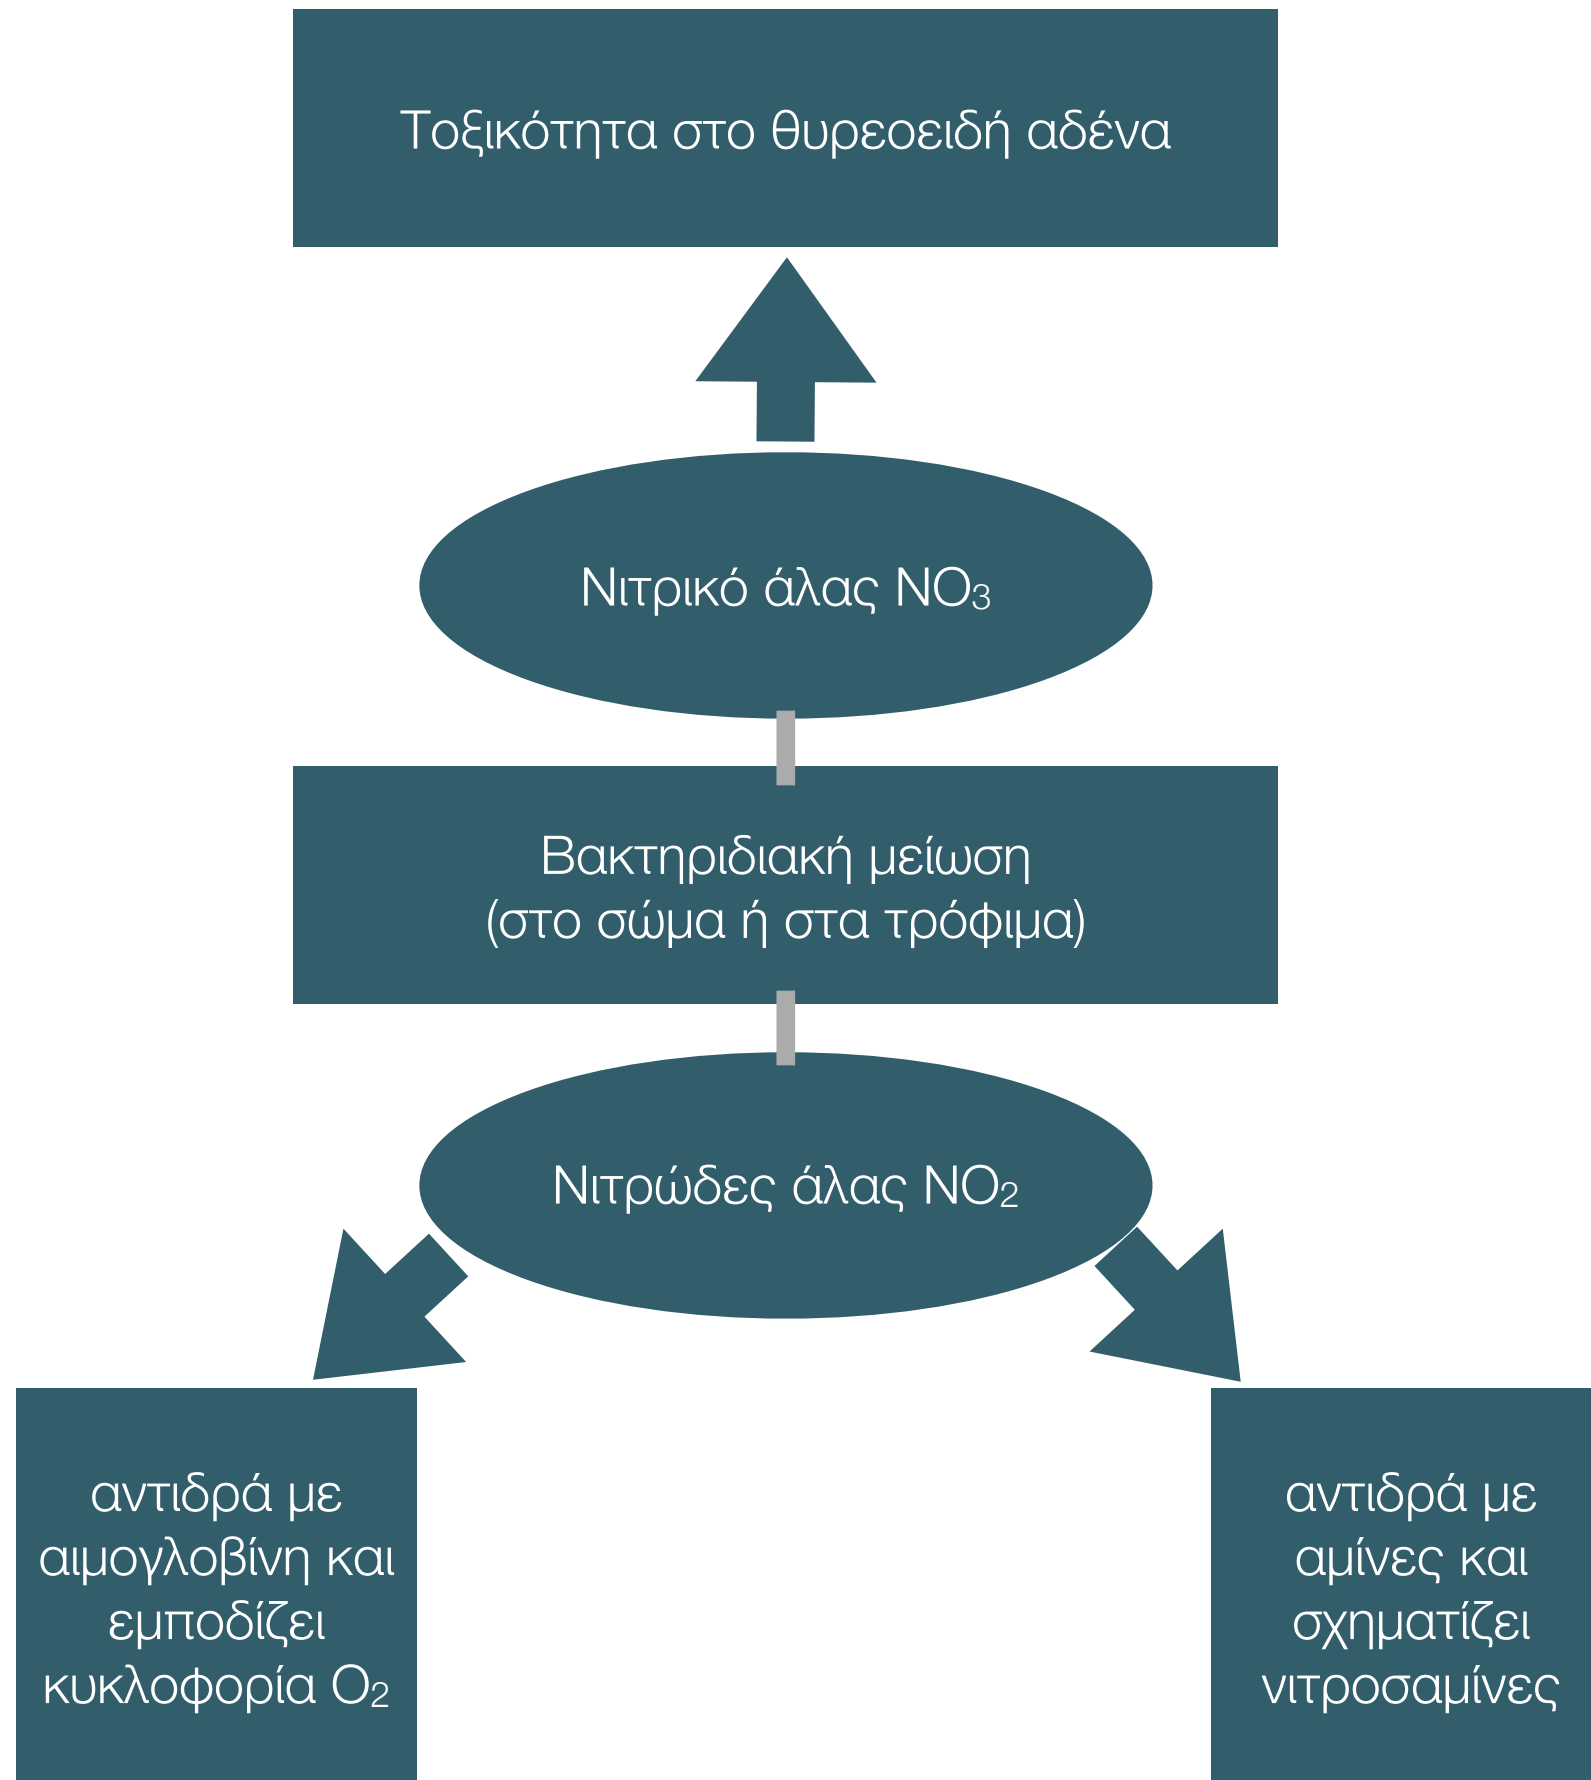 Τοξικότητα στο θυρεοειδή αδένα
Νιτρικό άλας NO₃
Βακτηριδιακή μείωση
(στο σώμα ή στα τρόφιμα)
Νιτρώδες άλας NO₂
αντιδρά με
αιμογλοβίνη και
εμποδίζει
κυκλοφορία O₂
αντιδρά με
αμίνες και
σχηματίζει
νιτροσαμίνες